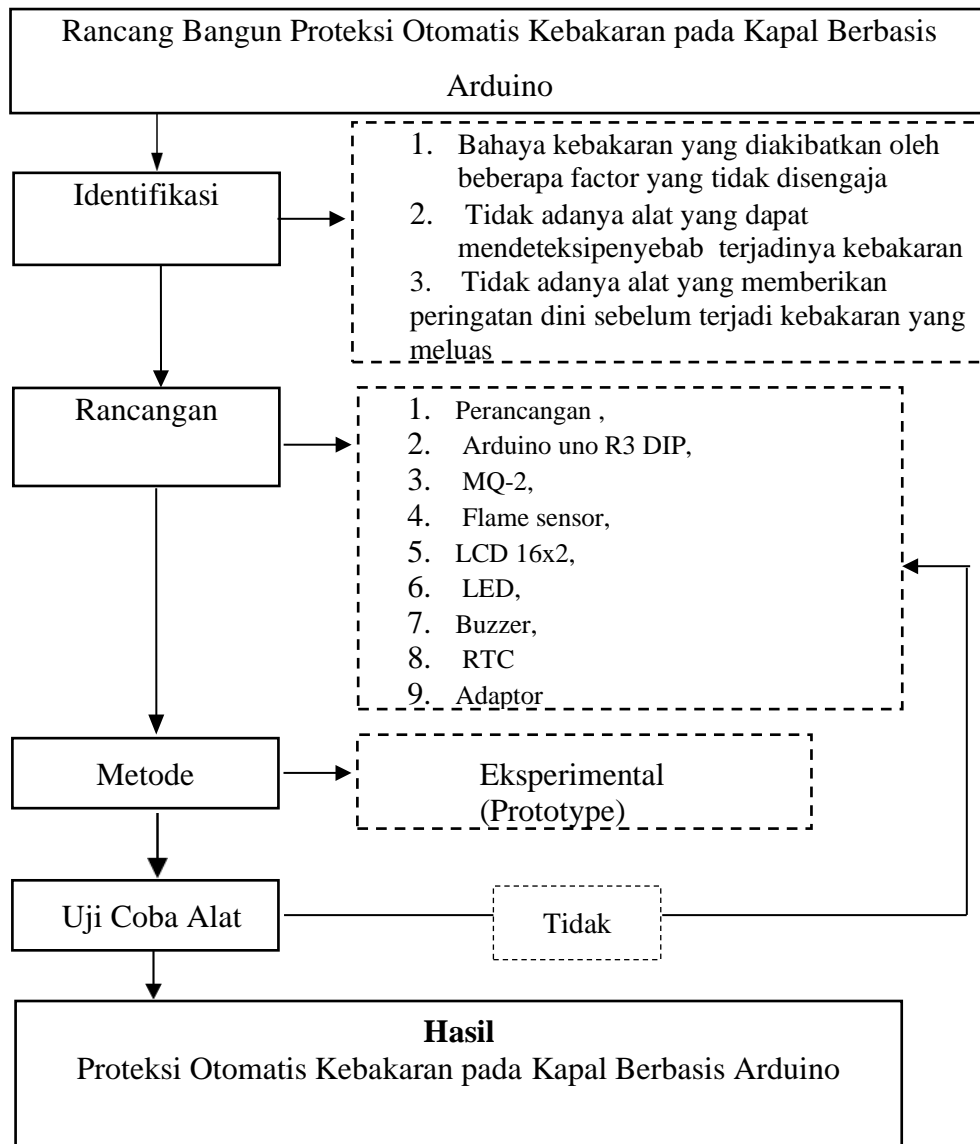 Rancang Bangun Proteksi Otomatis Kebakaran pada Kapal Berbasis
Arduino
Identifikasi
1. Bahaya kebakaran yang diakibatkan oleh
beberapa factor yang tidak disengaja
2. Tidak adanya alat yang dapat
mendeteksipenyebab terjadinya kebakaran
3. Tidak adanya alat yang memberikan
peringatan dini sebelum terjadi kebakaran yang
meluas
Rancangan
1. Perancangan ,
2. Arduino uno R3 DIP,
3. MQ-2,
4. Flame sensor,
5. LCD 16x2,
6. LED,
7. Buzzer,
8. RTC
9. Adaptor
Metode
Eksperimental
(Prototype)
Uji Coba Alat
Tidak
Hasil
Proteksi Otomatis Kebakaran pada Kapal Berbasis Arduino